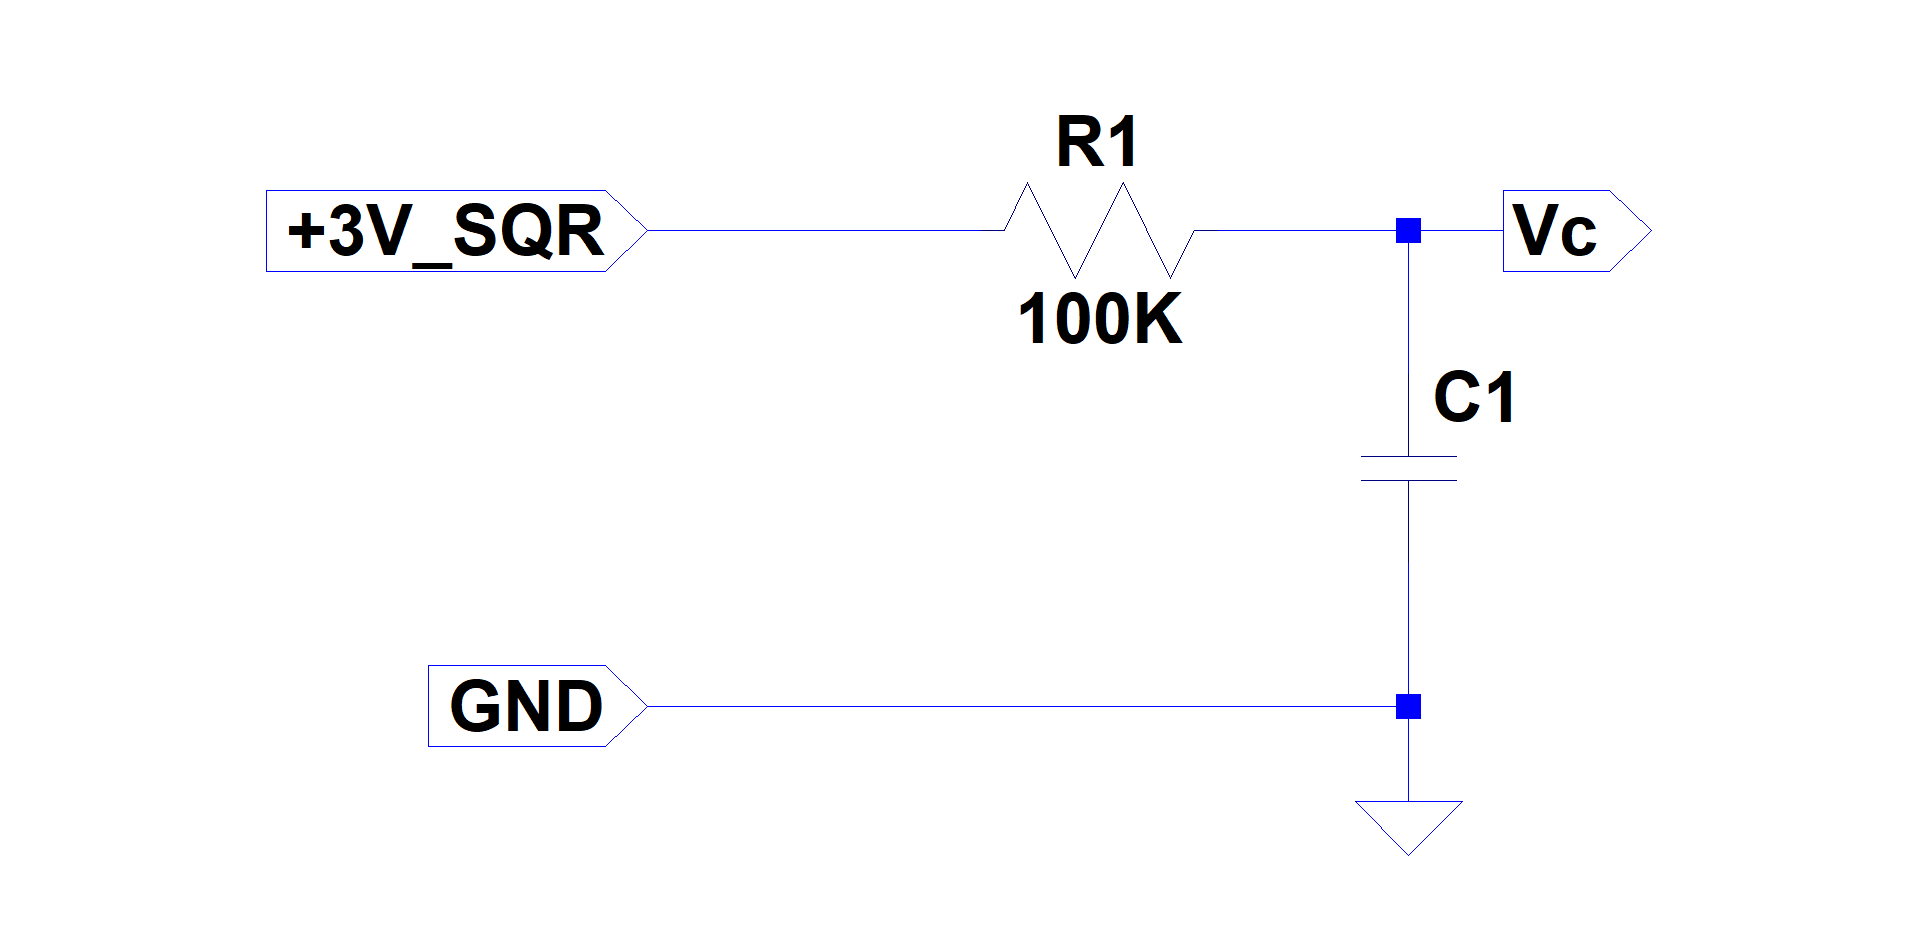 R1
+3V_SQR
Vc
100K
C1
GND